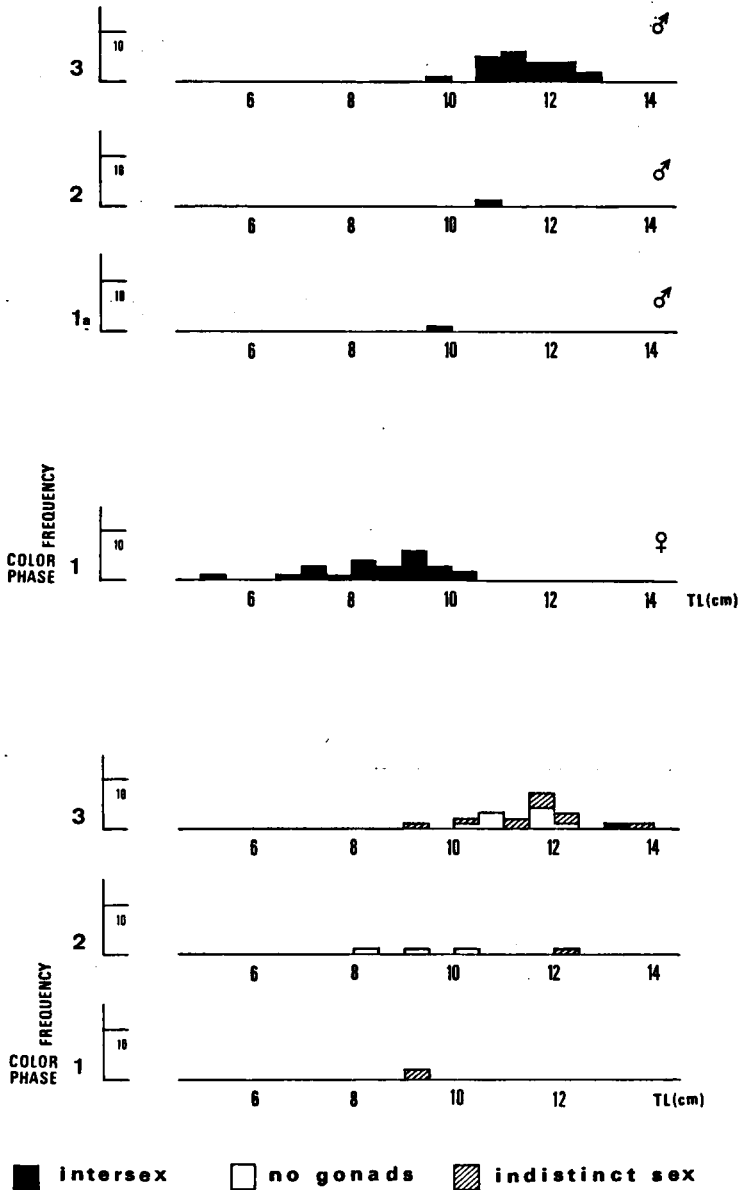 10
3 ♂
6 8 10 12 14
10
2 ♂
6 8 10 12 14
10
1a ♂
6 8 10 12 14
FREQUENCY
10
COLOR PHASE 1 ♀
6 8 10 12 14 TL(cm)
10
3
6 8 10 12 14
10
2
6 8 10 12 14
FREQUENCY
10
COLOR PHASE 1
6 8 10 12 TL(cm)
intersex no gonads indistinct sex